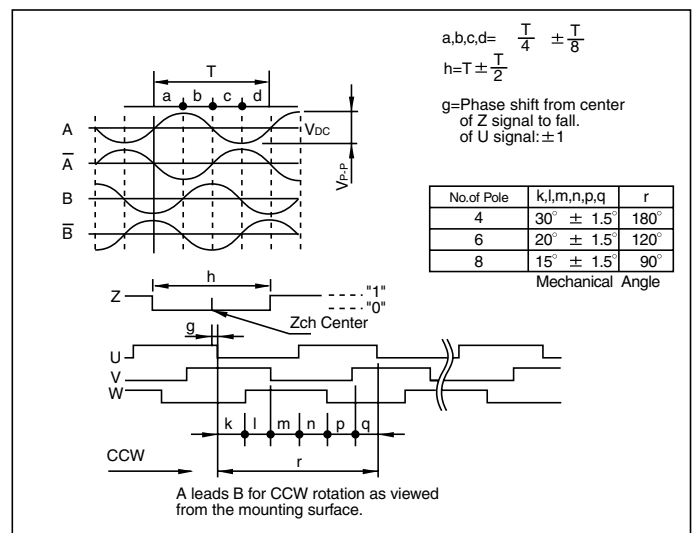 a,b,c,d= T/4 ± T/8
h=T ± T/2
g=Phase shift from center
of Z signal to fall.
of U signal:±1
T
a b c d
A
VDC
VP-P
A̅
B
B̅
No.of Pole k,l,m,n,p,q r
4 30° ± 1.5° 180°
6 20° ± 1.5° 120°
8 15° ± 1.5° 90°
Mechanical Angle
h
Z
"1"
"0"
Zch Center
g
U
V
W
k l m n p q
r
CCW
A leads B for CCW rotation as viewed
from the mounting surface.